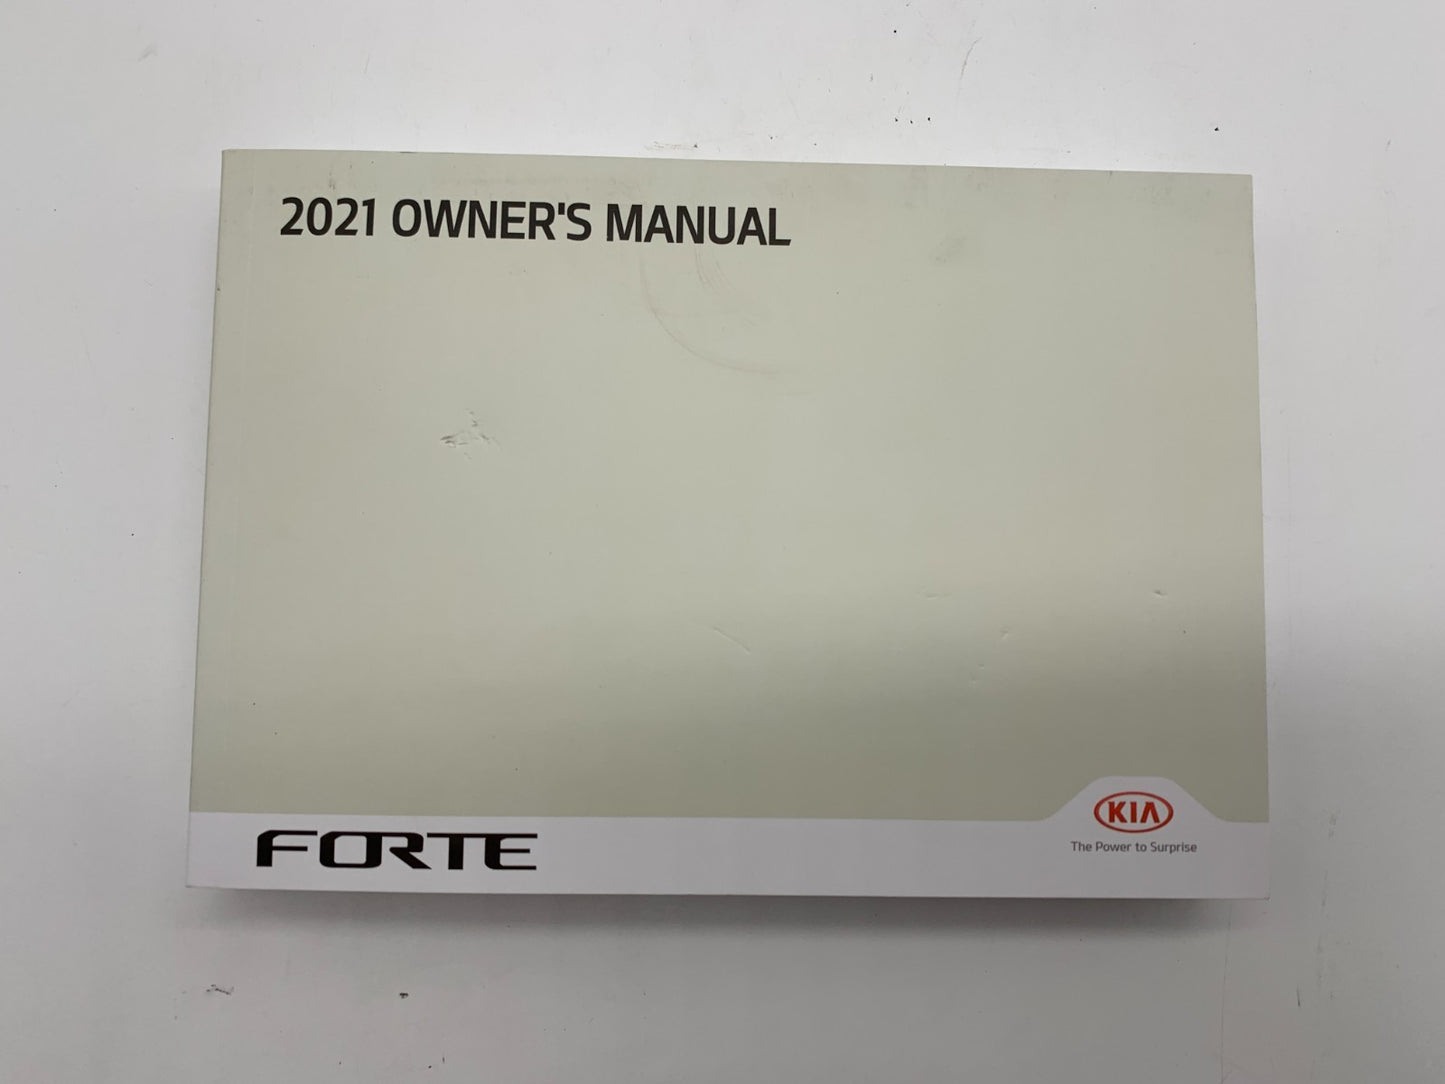 2021 OWNER'S MANUAL
FORTE
KIA
The Power to Surprise